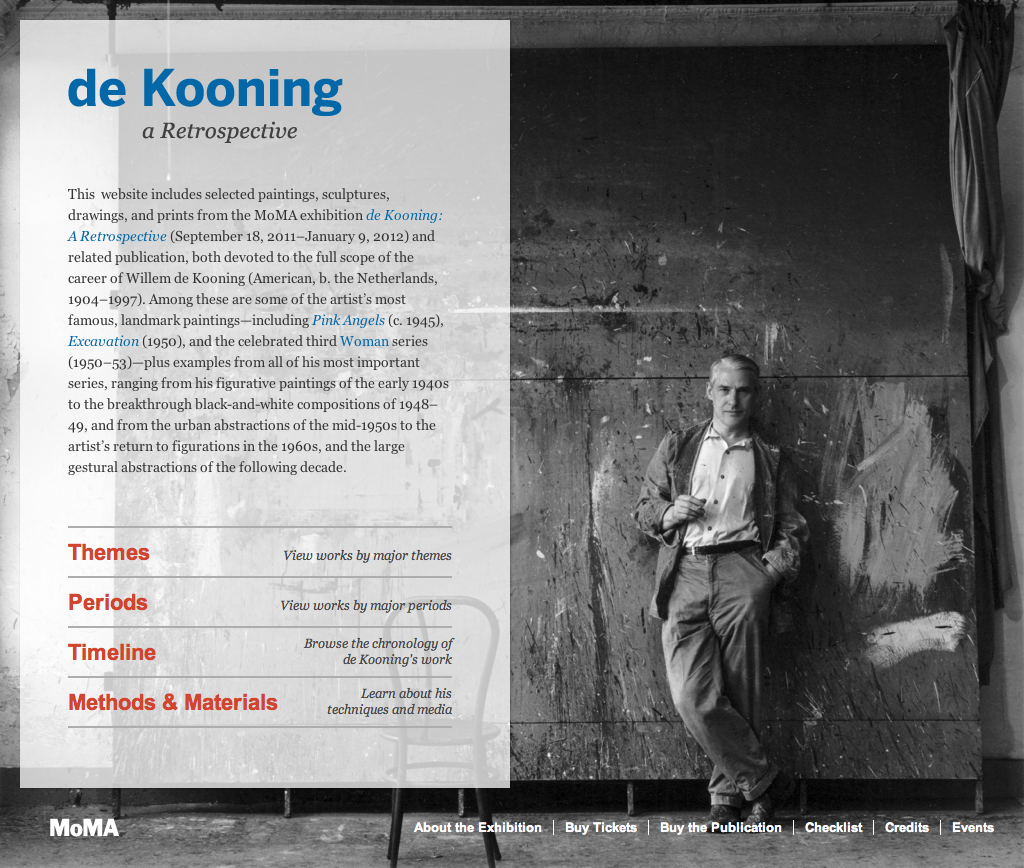 de Kooning
a Retrospective
This  website includes selected paintings, sculptures,
drawings, and prints from the MoMA exhibition de Kooning:
A Retrospective (September 18, 2011–January 9, 2012) and
related publication, both devoted to the full scope of the
career of Willem de Kooning (American, b. the Netherlands,
1904–1997). Among these are some of the artist's most
famous, landmark paintings—including Pink Angels (c. 1945),
Excavation (1950), and the celebrated third Woman series
(1950–53)—plus examples from all of his most important
series, ranging from his figurative paintings of the early 1940s
to the breakthrough black-and-white compositions of 1948–
49, and from the urban abstractions of the mid-1950s to the
artist's return to figurations in the 1960s, and the large
gestural abstractions of the following decade.
Themes
View works by major themes
Periods
View works by major periods
Timeline
Browse the chronology of
de Kooning's work
Methods & Materials
Learn about his
techniques and media
MoMA
About the Exhibition | Buy Tickets | Buy the Publication | Checklist | Credits | Events